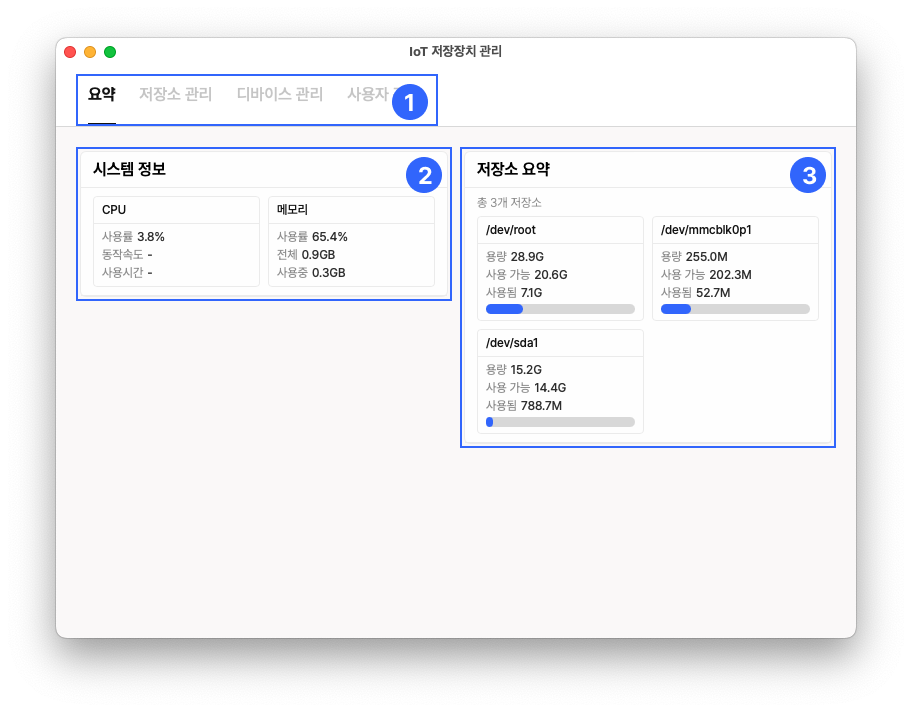 IoT 저장장치 관리
요약 저장소 관리 디바이스 관리 사용자
1
시스템 정보
2
CPU
사용률 3.8%
동작속도 -
사용시간 -
메모리
사용률 65.4%
전체 0.9GB
사용중 0.3GB
저장소 요약
3
총 3개 저장소
/dev/root
용량 28.9G
사용 가능 20.6G
사용됨 7.1G
/dev/mmcblk0p1
용량 255.0M
사용 가능 202.3M
사용됨 52.7M
/dev/sda1
용량 15.2G
사용 가능 14.4G
사용됨 788.7M